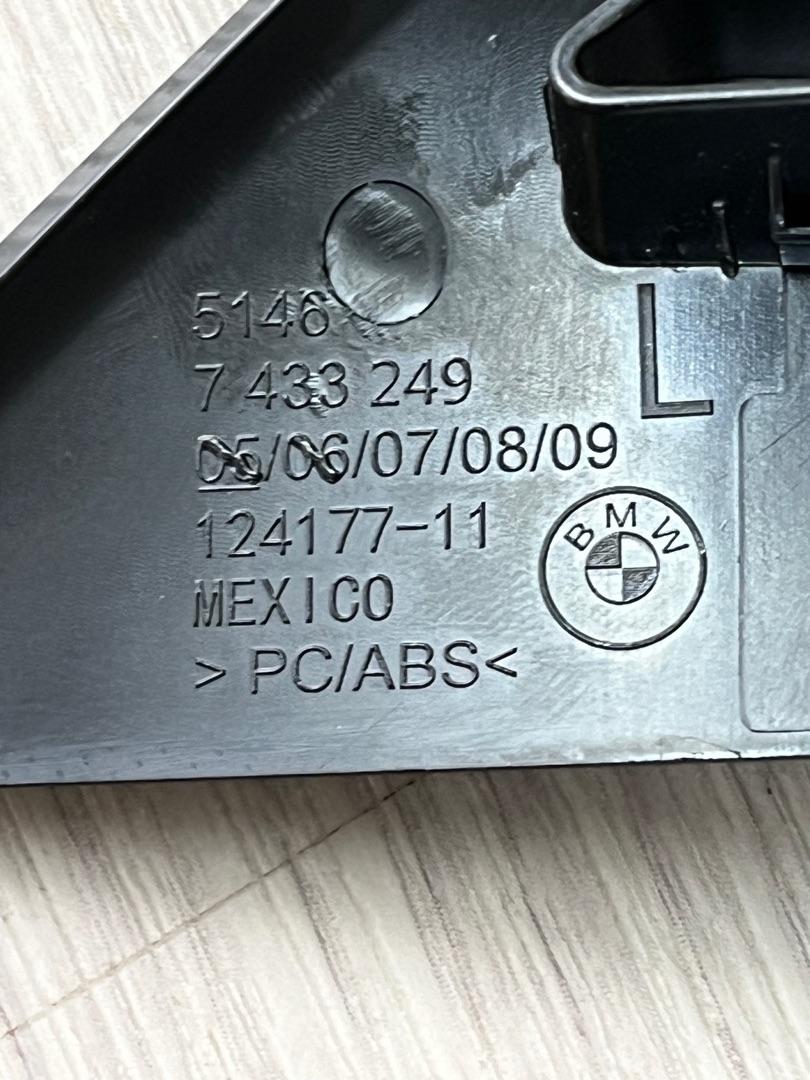 5146
7 433 249
L
05/06/07/08/09
124177-11
BMW
MEXICO
>PC/ABS<